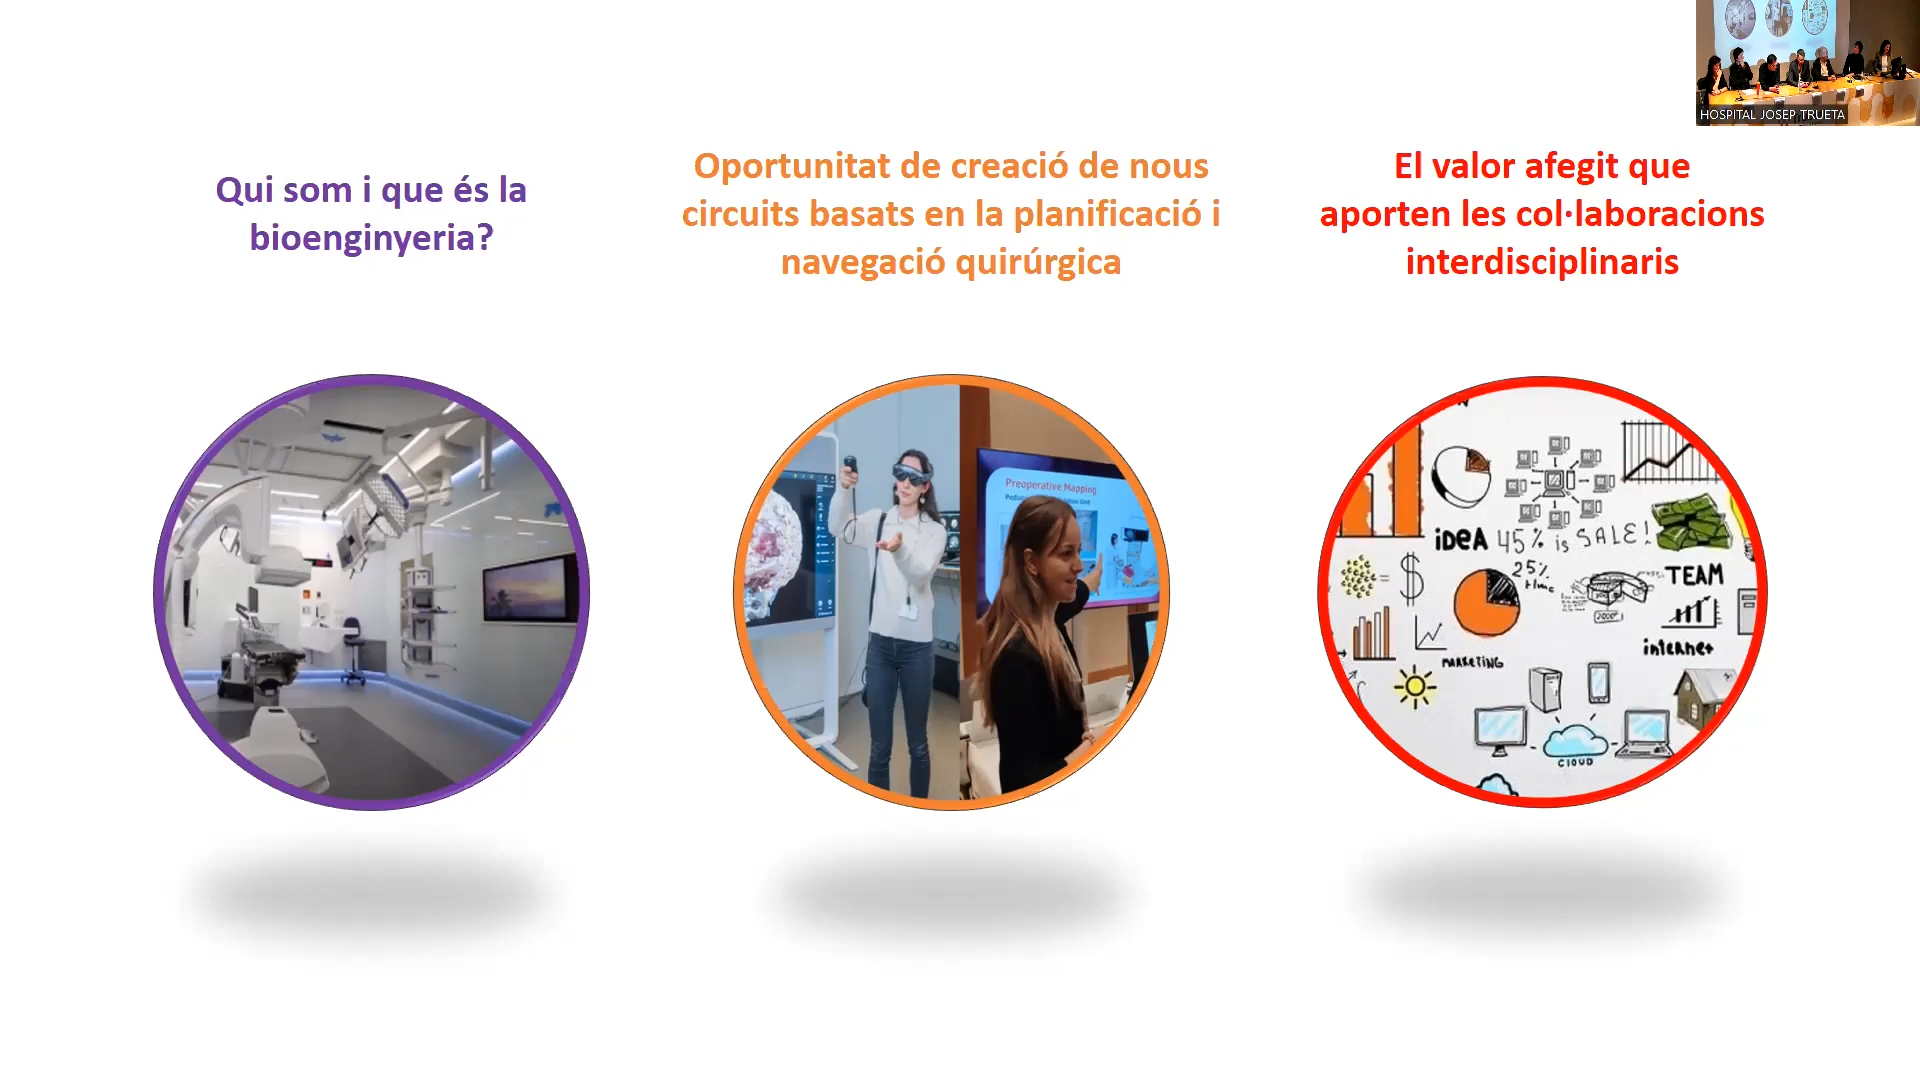 HOSPITAL JOSEP TRUETA
Qui som i que és la
bioenginyeria?
Oportunitat de creació de nous
circuits basats en la planificació i
navegació quirúrgica
El valor afegit que
aporten les col·laboracions
interdisciplinaris
Preoperative Mapping
iDeA 45% is SALE!
25%
TEAM
MARKETING
internet
CLOUD